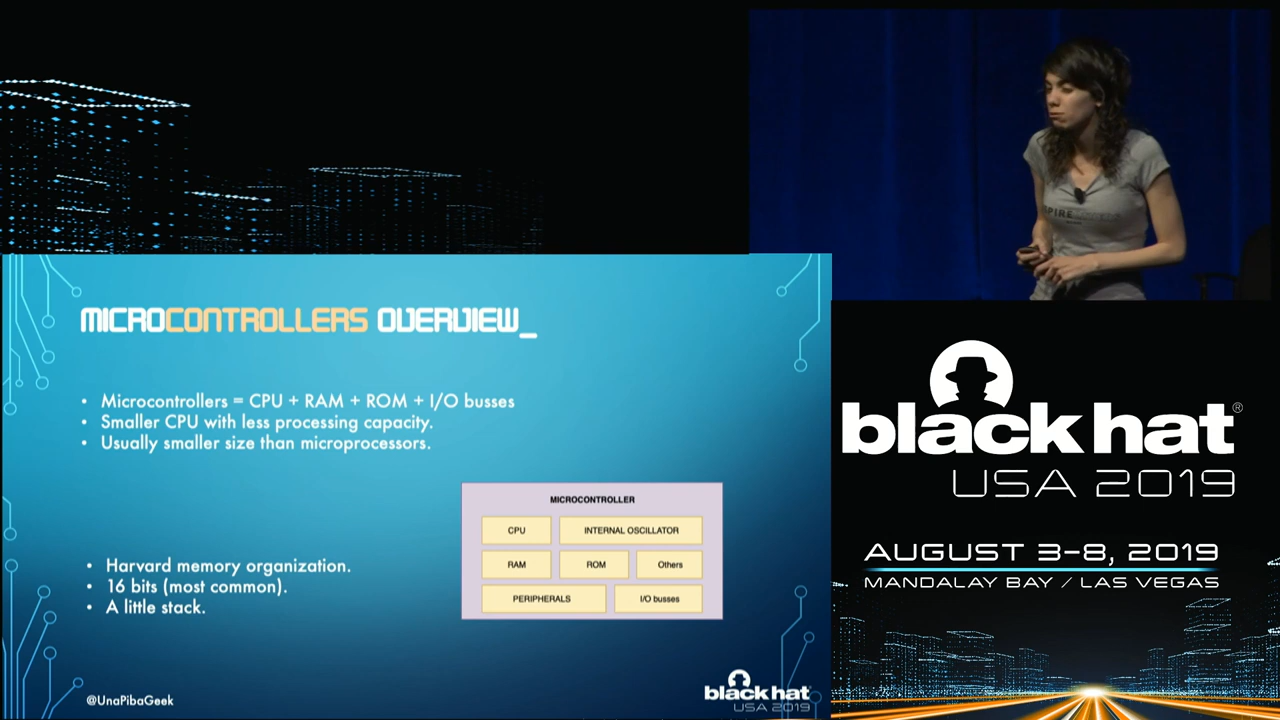 MICROCONTROLLERS OVERVIEW_
• Microcontrollers = CPU + RAM + ROM + I/O busses
• Smaller CPU with less processing capacity.
• Usually smaller size than microprocessors.
MICROCONTROLLER
CPU
INTERNAL OSCILLATOR
RAM
ROM
Others
PERIPHERALS
I/O busses
• Harvard memory organization.
• 16 bits (most common).
• A little stack.
@UnaPibaGeek
black hat
USA 2019
black hat®
USA 2019
AUGUST 3-8, 2019
MANDALAY BAY / LAS VEGAS